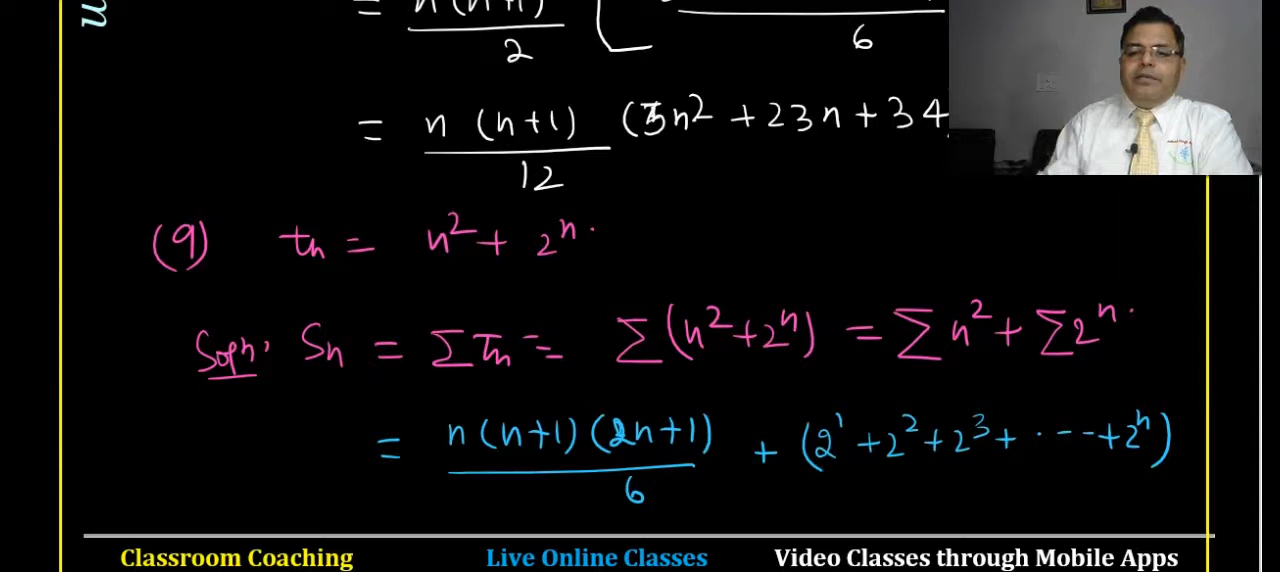 = n(n+1)/2 [ /6
= n(n+1)/12 (3n² + 23n + 34
(9) tn = n² + 2ⁿ.
Soln. Sn = ΣTn = Σ(n²+2ⁿ) = Σn² + Σ2ⁿ.
= n(n+1)(2n+1)/6 + (2¹ + 2² + 2³ + ---- + 2ⁿ)
Classroom Coaching Live Online Classes Video Classes through Mobile Apps